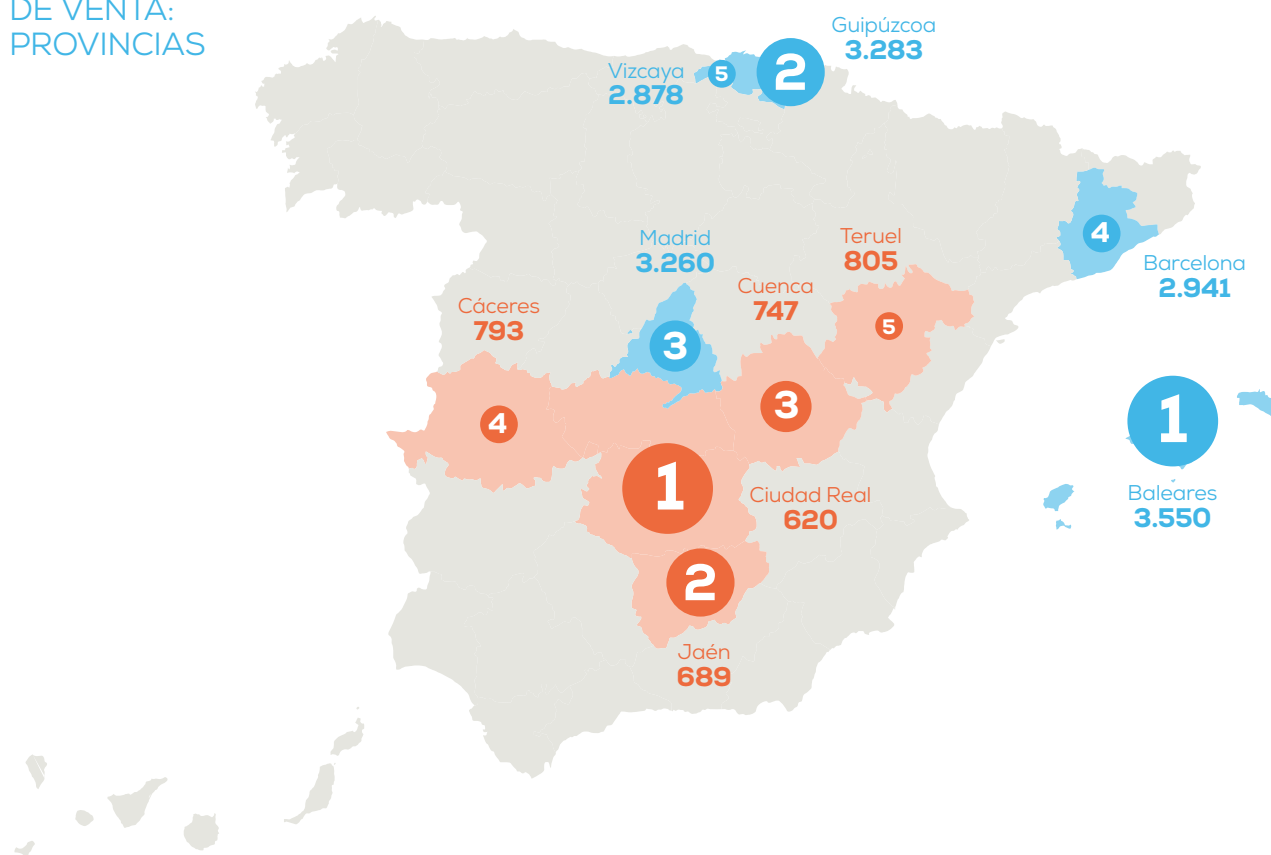 DE VENTA:
PROVINCIAS
Guipúzcoa
3.283
2
Vizcaya
2.878
5
Madrid
3.260
3
Teruel
805
5
4
Barcelona
2.941
Cuenca
747
3
Cáceres
793
4
1
Baleares
3.550
1
Ciudad Real
620
2
Jaén
689